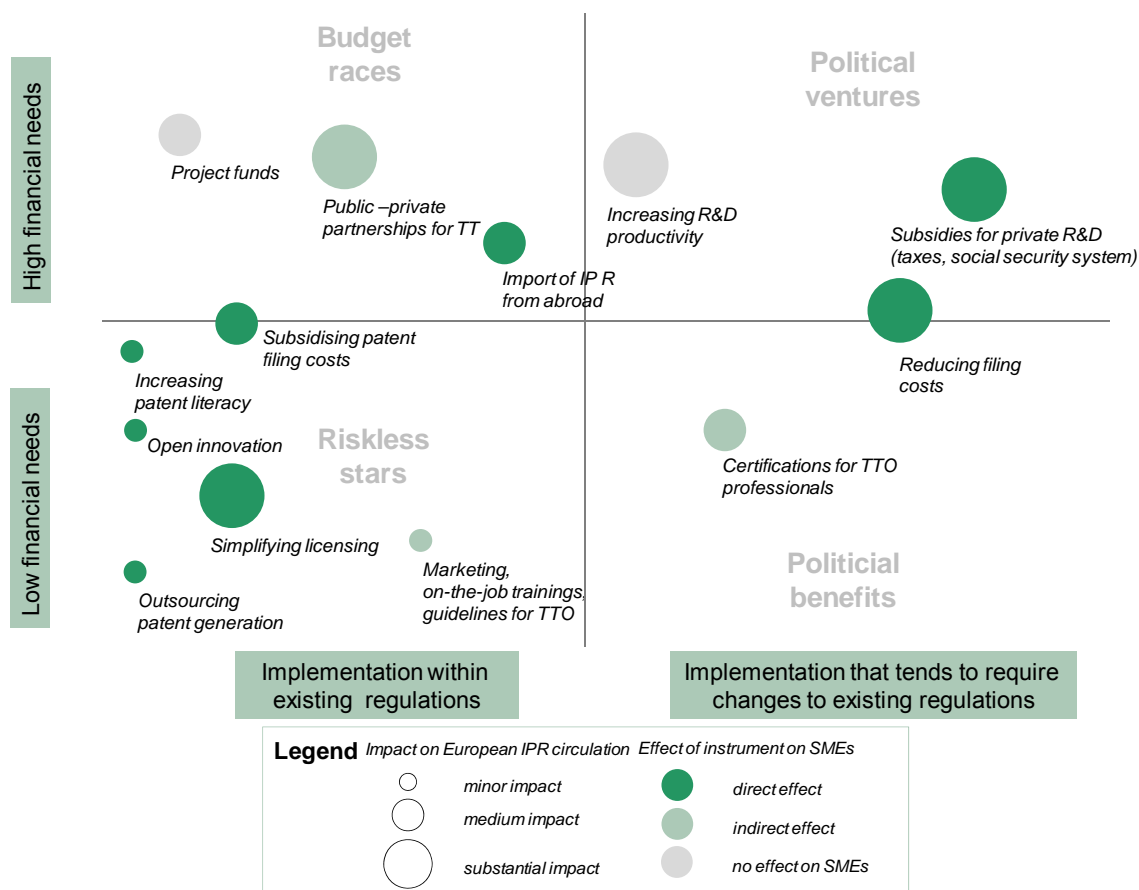 Budget
races
Political
ventures
High financial needs
Project funds
Public –private
partnerships for TT
Increasing R&D
productivity
Subsidies for private R&D
(taxes, social security system)
Import of IP R
from abroad
Subsidising patent
filing costs
Reducing filing
costs
Increasing
patent literacy
Low financial needs
Open innovation
Riskless
stars
Certifications for TTO
professionals
Simplifying licensing
Marketing,
on-the-job trainings,
guidelines for TTO
Politicial
benefits
Outsourcing
patent generation
Implementation within
existing regulations
Implementation that tends to require
changes to existing regulations
Legend Impact on European IPR circulation Effect of instrument on SMEs
minor impact direct effect
medium impact indirect effect
substantial impact no effect on SMEs